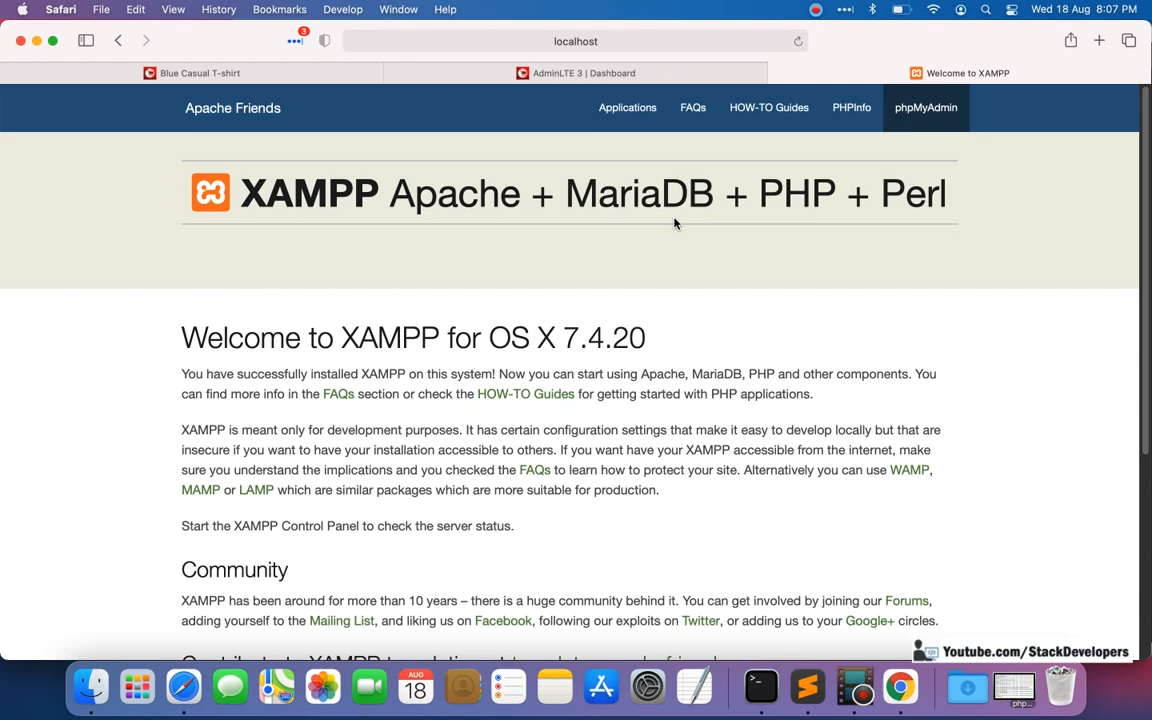 Safari File Edit View History Bookmarks Develop Window Help Wed 18 Aug 8:07 PM
3
localhost
Blue Casual T-shirt AdminLTE 3 | Dashboard Welcome to XAMPP
Apache Friends Applications FAQs HOW-TO Guides PHPInfo phpMyAdmin
XAMPP Apache + MariaDB + PHP + Perl
Welcome to XAMPP for OS X 7.4.20
You have successfully installed XAMPP on this system! Now you can start using Apache, MariaDB, PHP and other components. You
can find more info in the FAQs section or check the HOW-TO Guides for getting started with PHP applications.
XAMPP is meant only for development purposes. It has certain configuration settings that make it easy to develop locally but that are
insecure if you want to have your installation accessible to others. If you want have your XAMPP accessible from the internet, make
sure you understand the implications and you checked the FAQs to learn how to protect your site. Alternatively you can use WAMP,
MAMP or LAMP which are similar packages which are more suitable for production.
Start the XAMPP Control Panel to check the server status.
Community
XAMPP has been around for more than 10 years – there is a huge community behind it. You can get involved by joining our Forums,
adding yourself to the Mailing List, and liking us on Facebook, following our exploits on Twitter, or adding us to your Google+ circles.
Youtube.com/StackDevelopers
AUG
18
php...